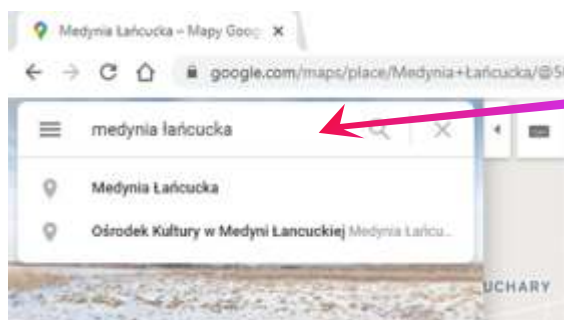 Medynia Łańcucka – Mapy Goog
google.com/maps/place/Medynia+Łańcucka/@5
medynia łańcucka
Medynia Łańcucka
Ośrodek Kultury w Medyni Łancuckiej Medynia Łańcu...
UCHARY